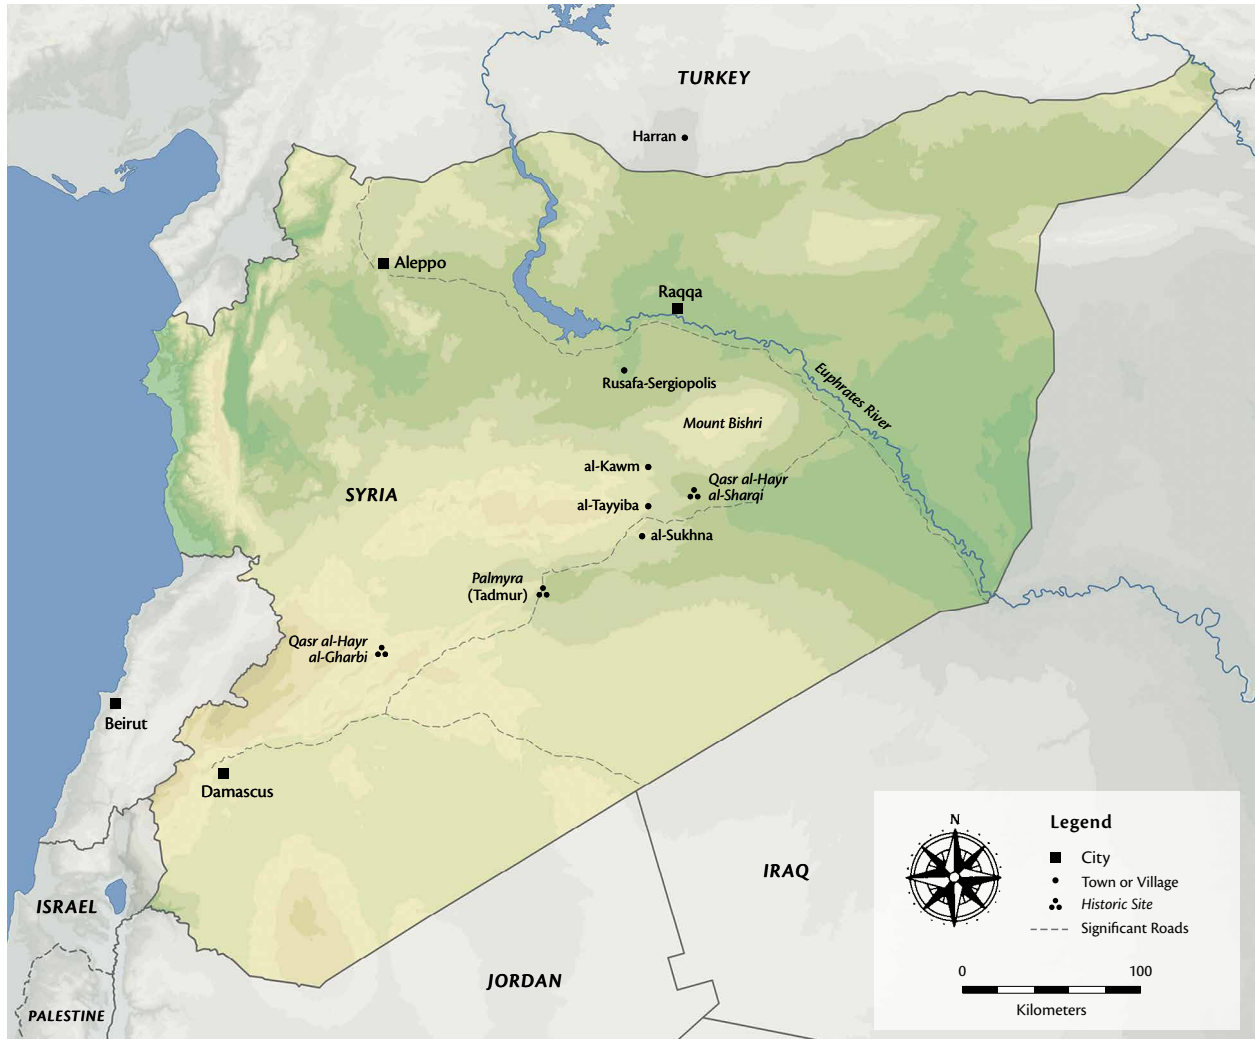 TURKEY
Harran
Aleppo
Raqqa
Rusafa-Sergiopolis
Euphrates River
Mount Bishri
al-Kawm
Qasr al-Hayr
al-Sharqi
SYRIA
al-Tayyiba
al-Sukhna
Palmyra
(Tadmur)
Qasr al-Hayr
al-Gharbi
Beirut
Damascus
ISRAEL
PALESTINE
JORDAN
IRAQ
N
Legend
City
Town or Village
Historic Site
Significant Roads
0 100
Kilometers